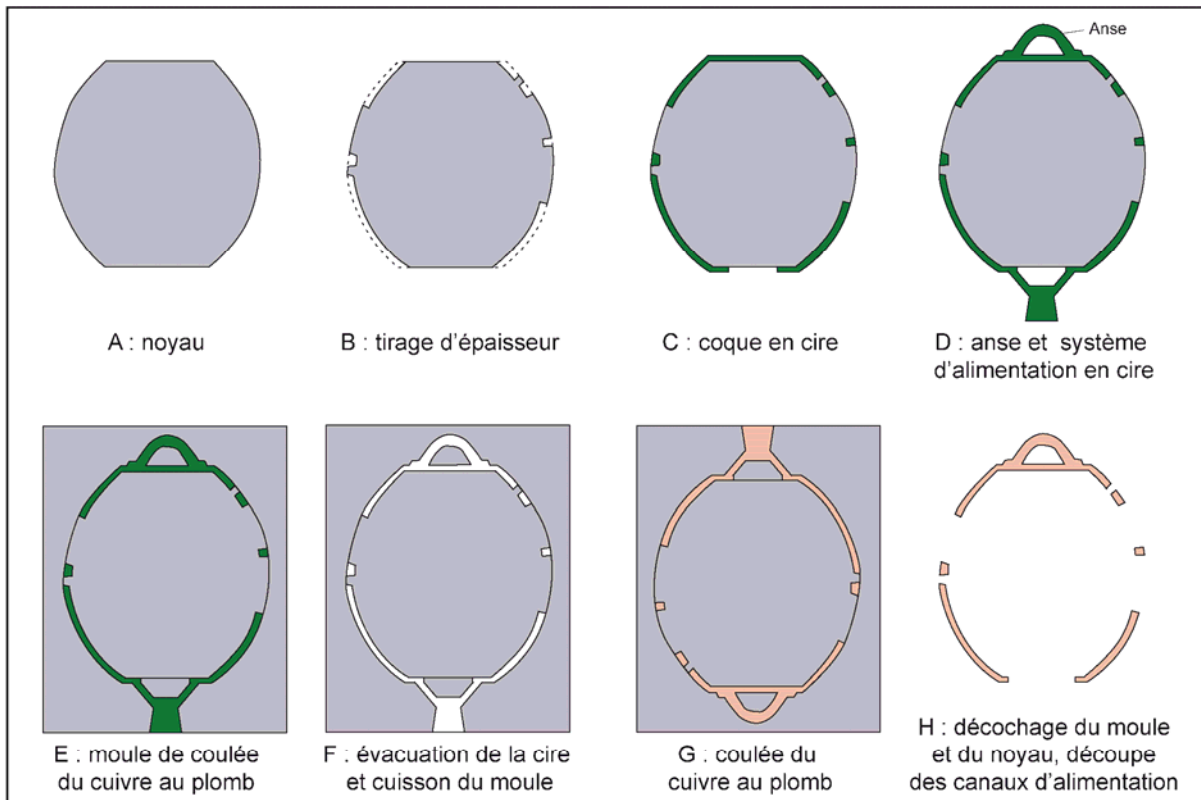 Anse
A : noyau
B : tirage d'épaisseur
C : coque en cire
D : anse et système
d'alimentation en cire
E : moule de coulée
du cuivre au plomb
F : évacuation de la cire
et cuisson du moule
G : coulée du
cuivre au plomb
H : décochage du moule
et du noyau, découpe
des canaux d'alimentation